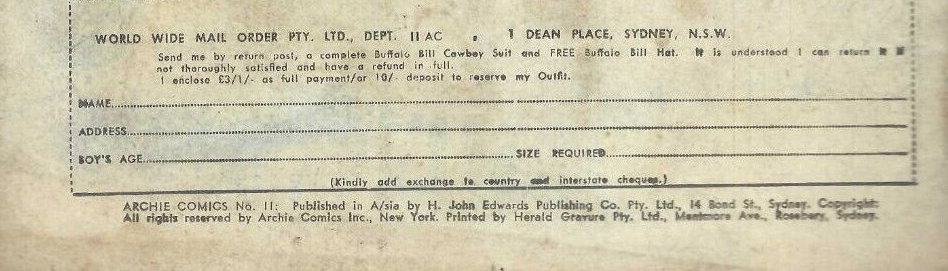 WORLD WIDE MAIL ORDER PTY. LTD., DEPT. 11 AC , 1 DEAN PLACE, SYDNEY, N.S.W.
Send me by return post, a complete Buffalo Bill Cowboy Suit and FREE Buffalo Bill Hat. It is understood I can return it if
not thoroughly satisfied and have a refund in full.
I enclose £3/1/- as full payment/or 10/- deposit to reserve my Outfit.
NAME
ADDRESS
BOY'S AGE SIZE REQUIRED
(Kindly add exchange to country and interstate cheques.)
ARCHIE COMICS No. 11: Published in A/sia by H. John Edwards Publishing Co. Pty. Ltd., 14 Bond St., Sydney. Copyright:
All rights reserved by Archie Comics Inc., New York. Printed by Herald Gravure Pty. Ltd., Mentmore Ave., Rosebery, Sydney.